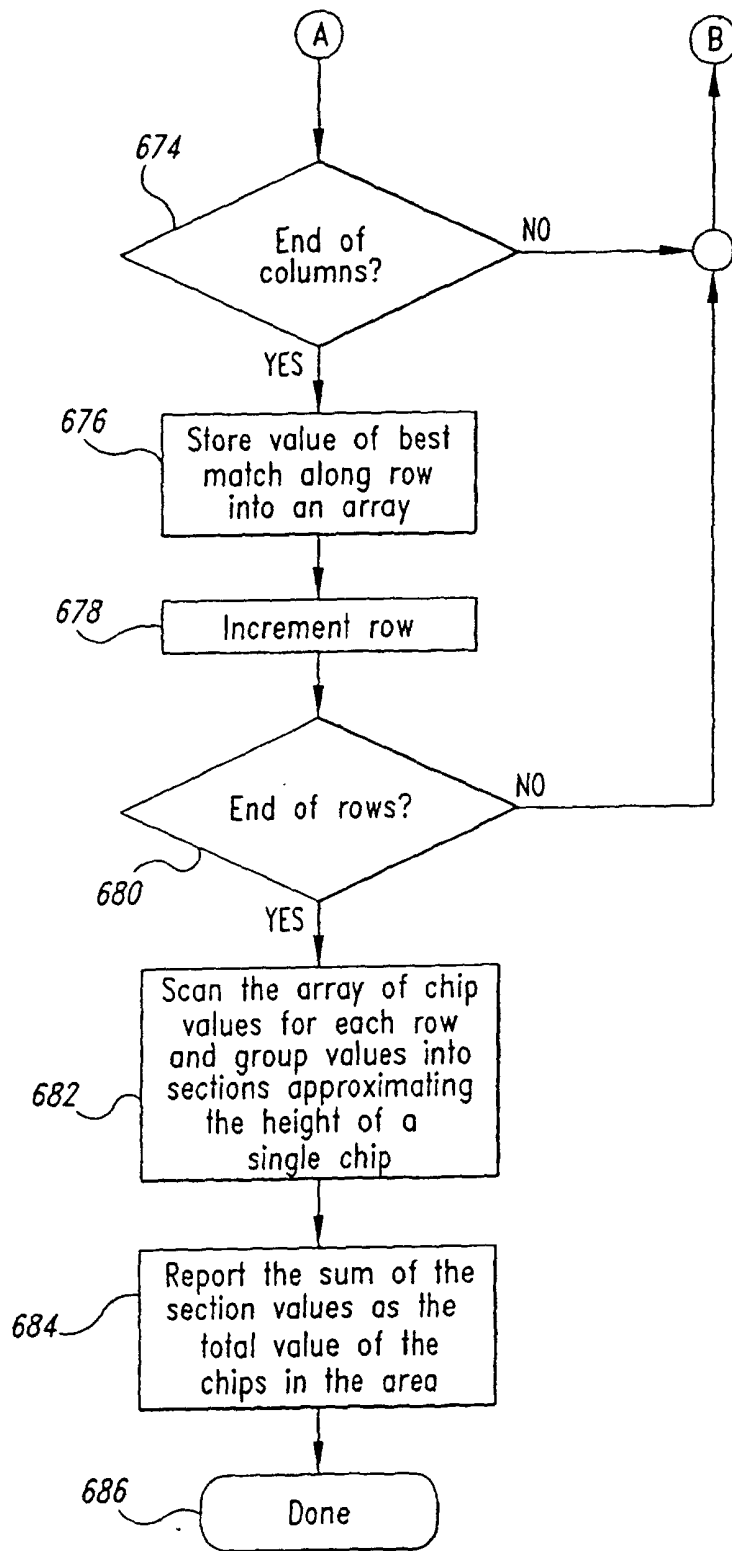 A
B
674
End of
columns?
NO
YES
676
Store value of best
match along row
into an array
678
Increment row
End of rows?
NO
680
YES
Scan the array of chip
values for each row
and group values into
sections approximating
the height of a
single chip
682
Report the sum of the
section values as the
total value of the
chips in the area
684
686
Done